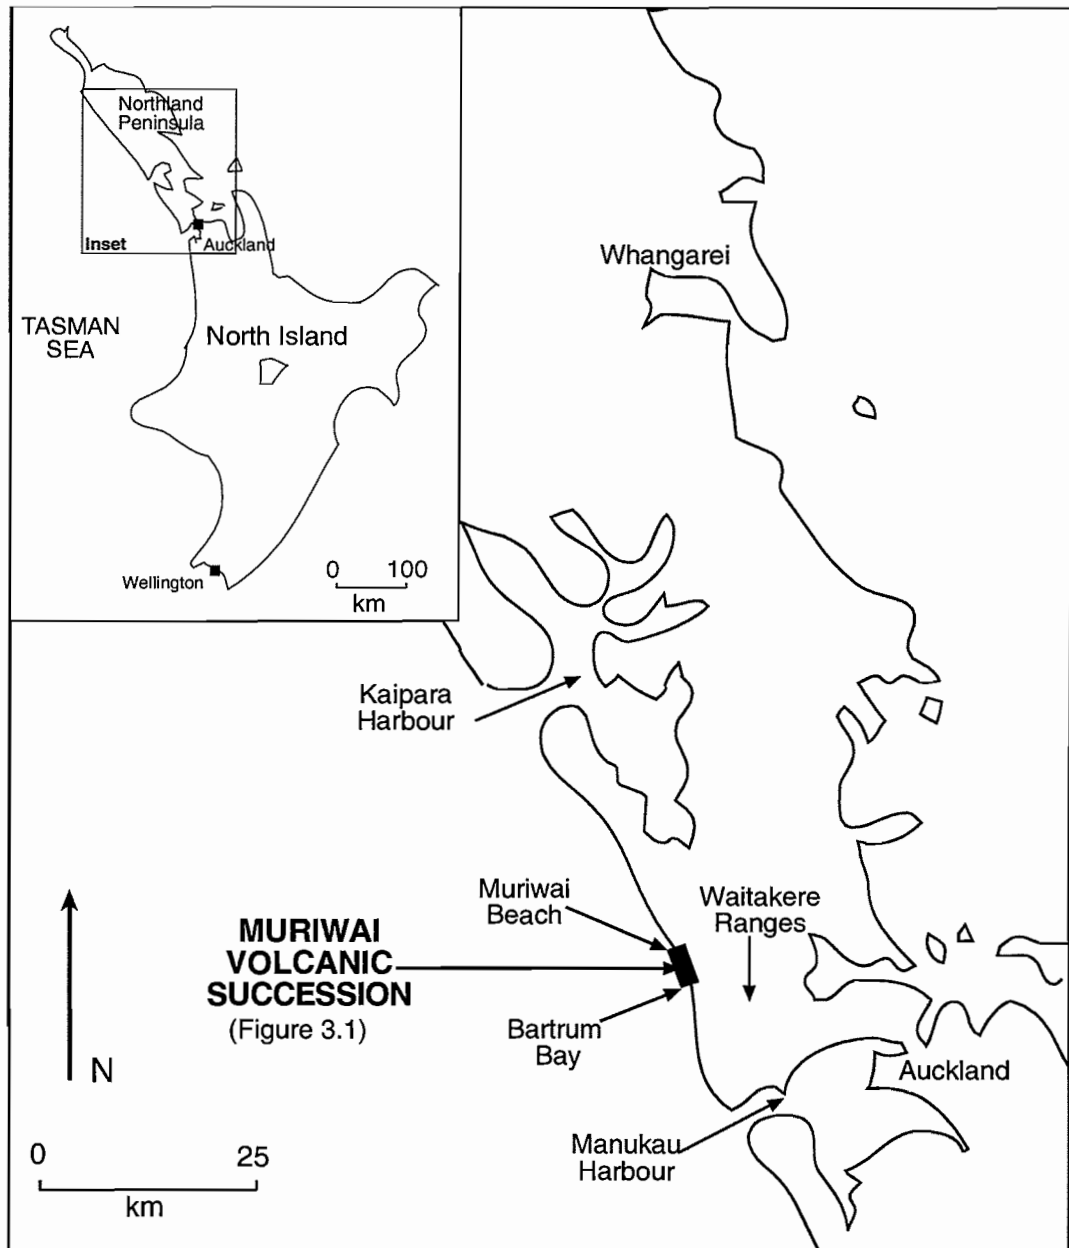 Northland
Peninsula
Inset
Auckland
TASMAN
SEA
North Island
Wellington
0 100
km
Whangarei
Kaipara
Harbour
Muriwai
Beach
Waitakere
Ranges
MURIWAI
VOLCANIC
SUCCESSION
(Figure 3.1)
Bartrum
Bay
N
Auckland
Manukau
Harbour
0 25
km